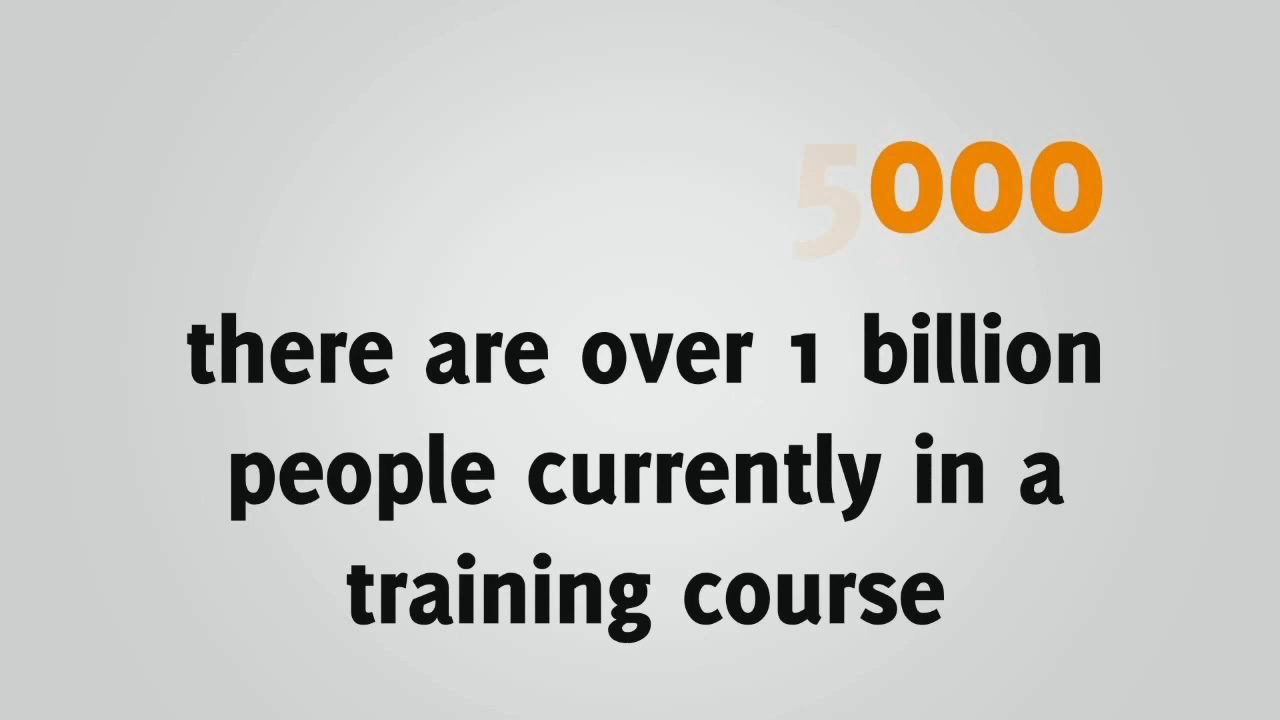 5000
there are over 1 billion
people currently in a
training course